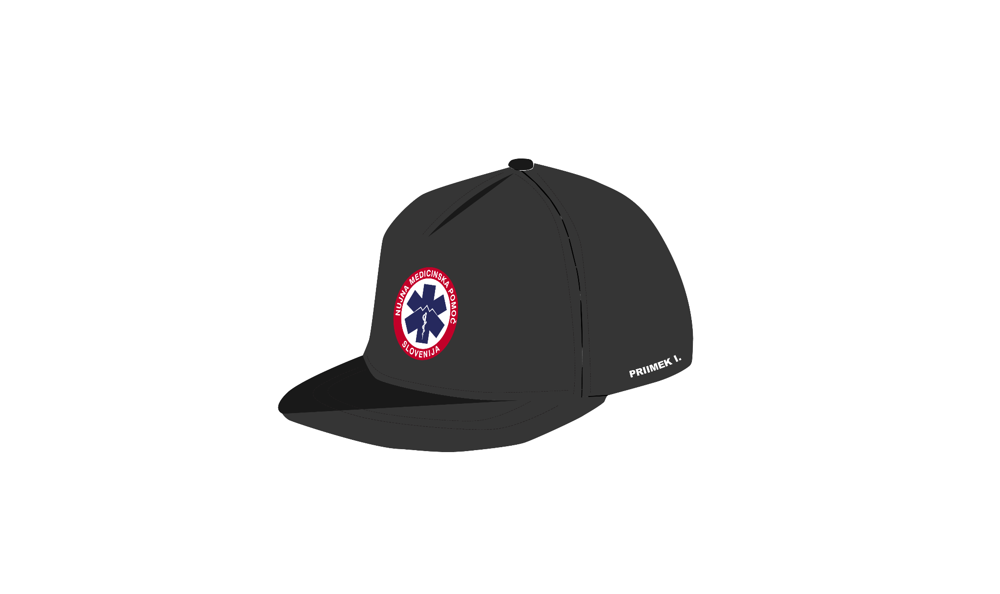 NUJNA MEDICINSKA POMOČ
SLOVENIJA
PRIIMEK I.